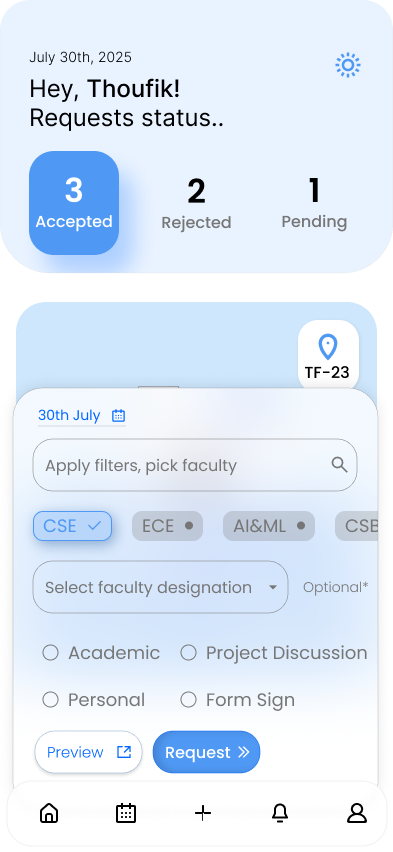 July 30th, 2025
Hey, Thoufik!
Requests status..
3
Accepted
2
Rejected
1
Pending
TF-23
30th July
Apply filters, pick faculty
CSE
ECE
AI&ML
CSB
Select faculty designation
Optional*
Academic
Project Discussion
Personal
Form Sign
Preview
Request